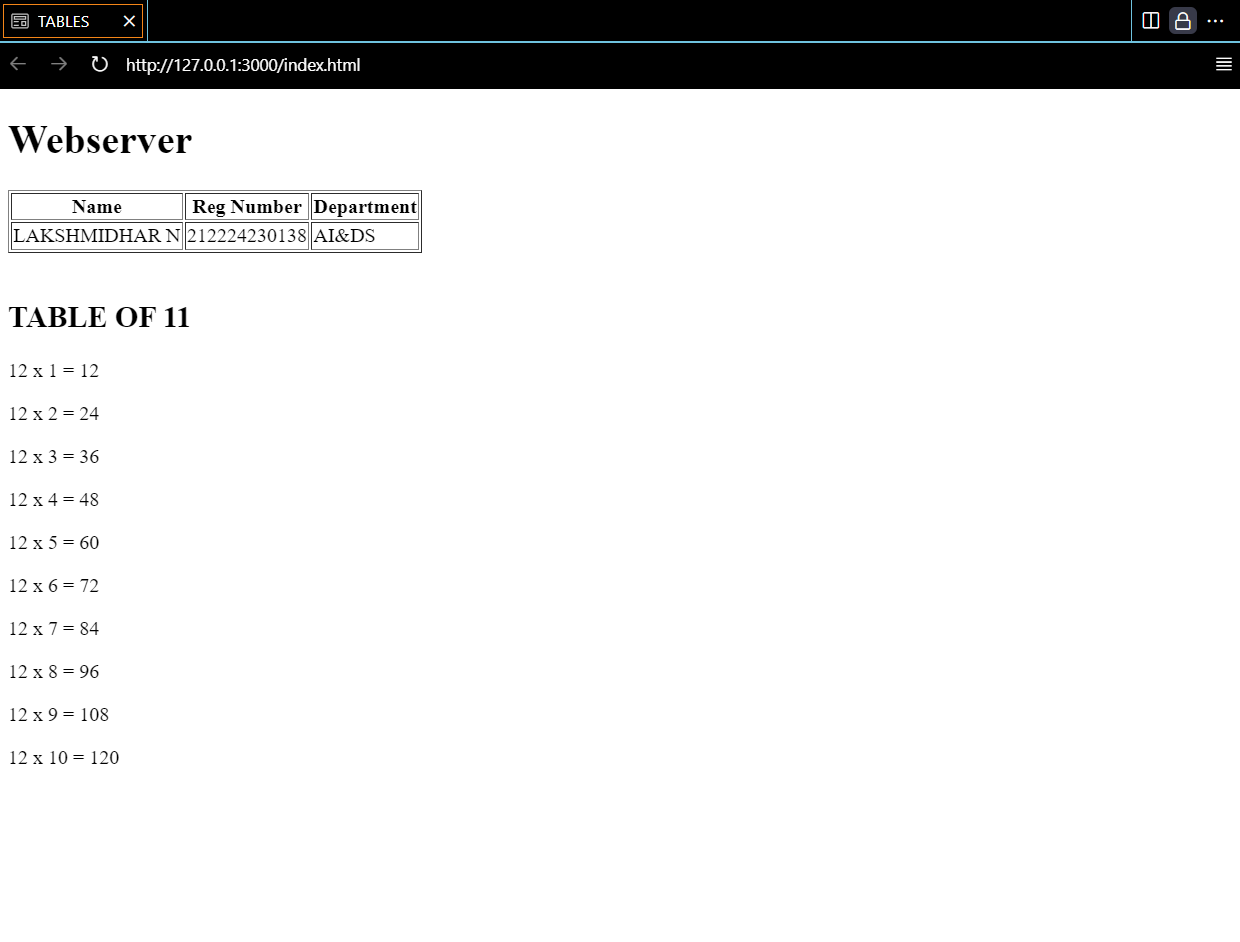 TABLES
http://127.0.0.1:3000/index.html
Webserver
Name Reg Number Department
LAKSHMIDHAR N 212224230138 AI&DS
TABLE OF 11
12 x 1 = 12
12 x 2 = 24
12 x 3 = 36
12 x 4 = 48
12 x 5 = 60
12 x 6 = 72
12 x 7 = 84
12 x 8 = 96
12 x 9 = 108
12 x 10 = 120